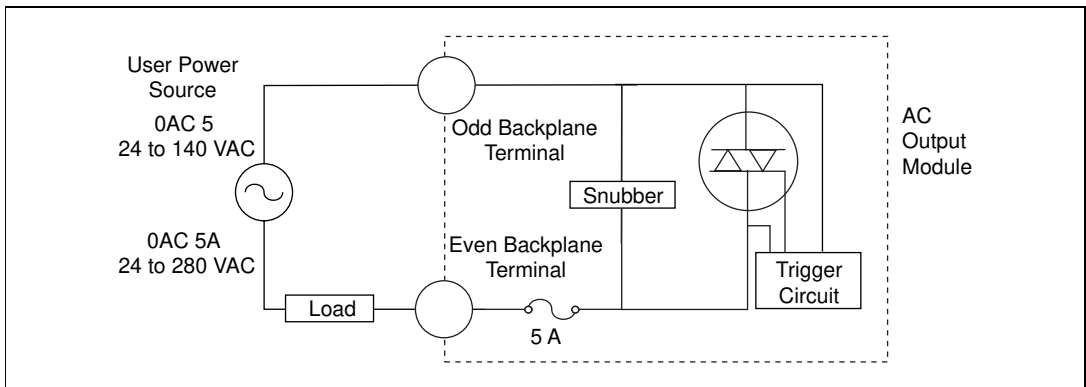 User Power
Source
0AC 5
24 to 140 VAC
0AC 5A
24 to 280 VAC
Load
Odd Backplane
Terminal
Even Backplane
Terminal
5 A
Snubber
Trigger
Circuit
AC
Output
Module